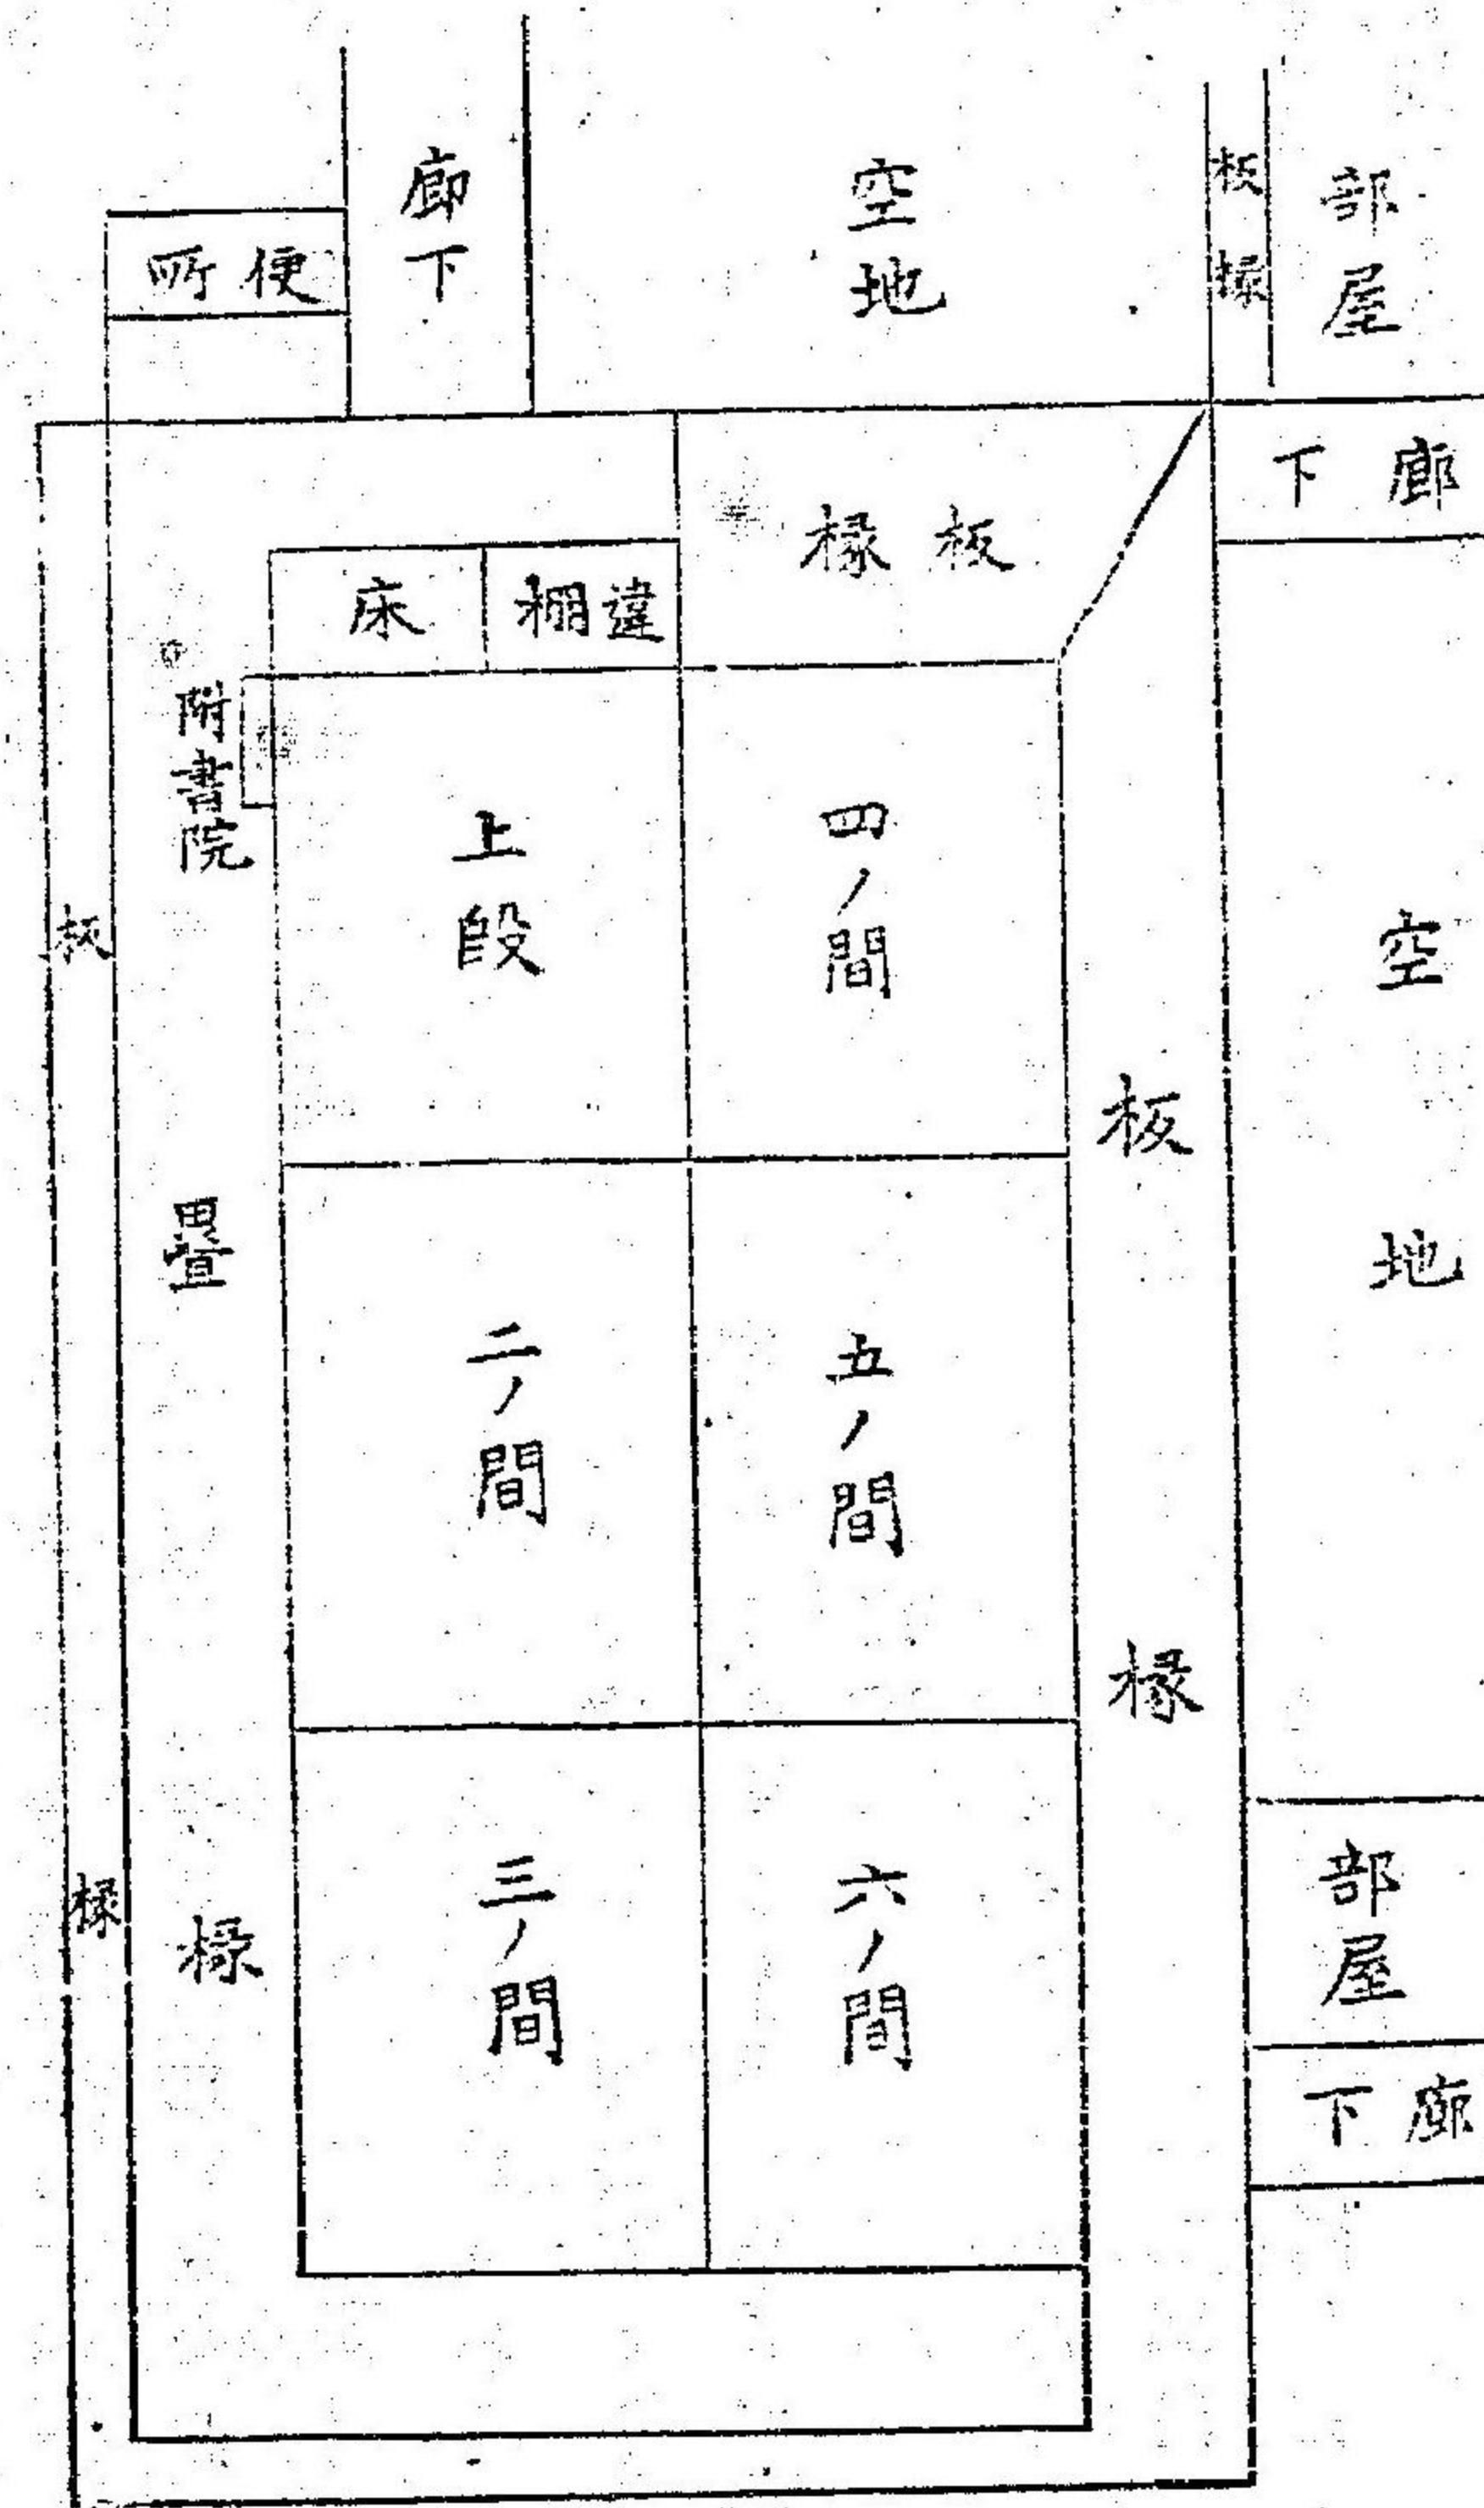 部屋
板椽
空地
廊下
便所
廊下
板椽
違棚
床
附書院
四ノ間
上段
空地
板椽
五ノ間
二ノ間
畳椽
板椽
六ノ間
三ノ間
部屋
廊下